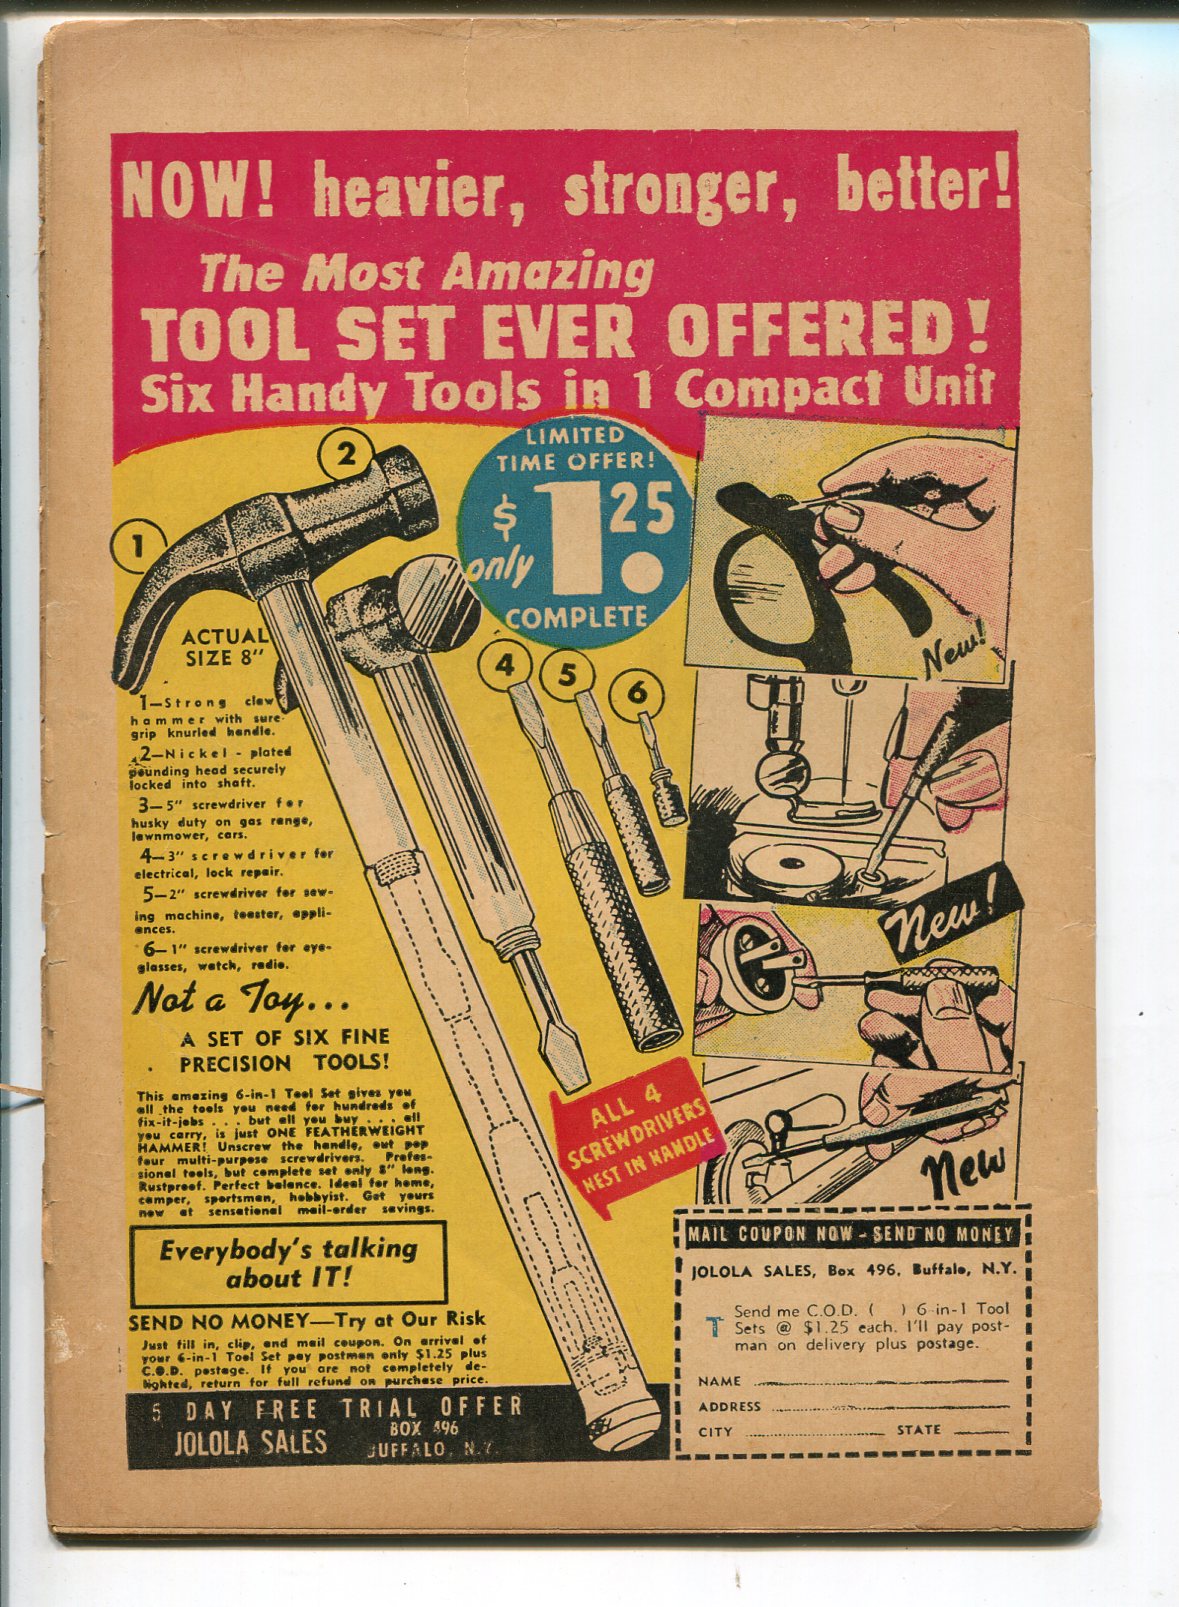 NOW! heavier, stronger, better!
The Most Amazing
TOOL SET EVER OFFERED!
Six Handy Tools in 1 Compact Unit
LIMITED
TIME OFFER!
$ 1.25
only
COMPLETE
1
2
ACTUAL
SIZE 8"
4
5
6
1—Strong claw
hammer with sure-
grip knurled handle.
2—Nickel-plated
pounding head securely
locked into shaft.
3—5" screwdriver for
husky duty on gas range,
lawnmower, cars.
4—3" screwdriver for
electrical, lock repair.
5—2" screwdriver for sew-
ing machine, toaster, appli-
ances.
6—1" screwdriver for eye-
glasses, watch, radio.
Not a Toy...
A SET OF SIX FINE
PRECISION TOOLS!
This amazing 6-in-1 Tool Set gives you
all the tools you need for hundreds of
fix-it-jobs . . . but all you buy . . . all
you carry, is just ONE FEATHERWEIGHT
HAMMER! Unscrew the handle, out pop
four multi-purpose screwdrivers. Profes-
sional tools, but complete set only 8" long.
Rustproof. Perfect balance. Ideal for home,
camper, sportsman, hobbyist. Get yours
now at sensational mail-order savings.
Everybody's talking
about IT!
SEND NO MONEY—Try at Our Risk
Just fill in, clip, and mail coupon. On arrival of
your 6-in-1 Tool Set pay postman only $1.25 plus
C.O.D. postage. If you are not completely de-
lighted, return for full refund on purchase price.
5 DAY FREE TRIAL OFFER
JOLOLA SALES
BOX 496
BUFFALO, N.Y.
ALL 4
SCREWDRIVERS
NEST IN HANDLE
New!
New!
New
MAIL COUPON NOW - SEND NO MONEY
JOLOLA SALES, Box 496, Buffalo, N.Y.
T
Send me C.O.D. ( ) 6-in-1 Tool
Sets @ $1.25 each. I'll pay post-
man on delivery plus postage.
NAME
ADDRESS
CITY STATE